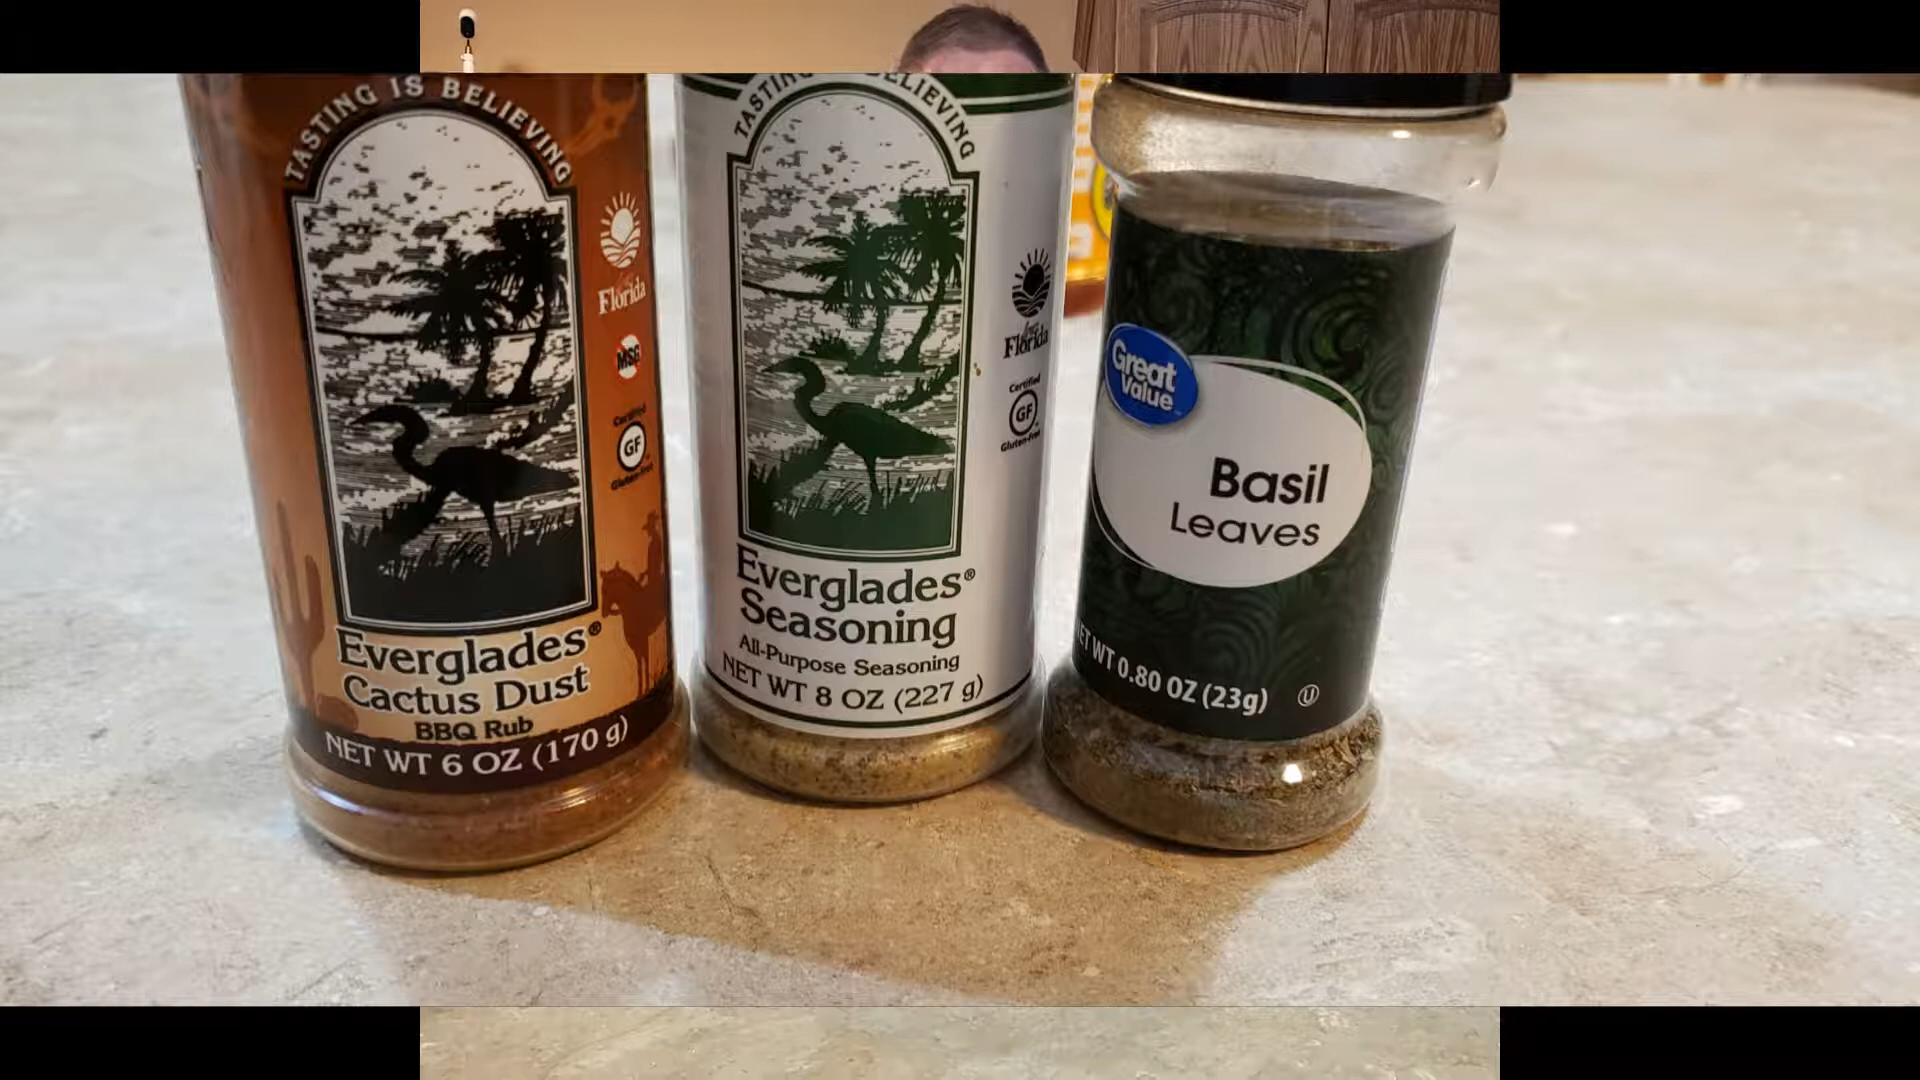 TASTING IS BELIEVING
Florida
MSG
Certified
GF
Gluten-Free
Everglades®
Cactus Dust
BBQ Rub
NET WT 6 OZ (170 g)
TASTING BELIEVING
Florida
Certified
GF
Gluten-Free
Everglades®
Seasoning
All-Purpose Seasoning
NET WT 8 OZ (227 g)
Great
Value
Basil
Leaves
NET WT 0.80 OZ (23g)
U